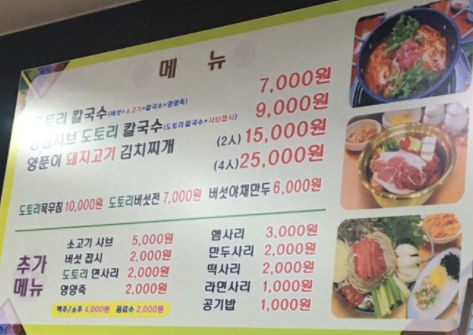 메 뉴
도토리 칼국수(버섯+소고기+칼국수+영양죽) 7,000원
샤브 도토리 칼국수(도토리칼국수+샤브접시) 9,000원
양푼이 돼지고기 김치찌개 (2人) 15,000원
(4人) 25,000원
도토리묵무침 10,000원 도토리버섯전 7,000원 버섯야채만두 6,000원
추가
메뉴
소고기 샤브 5,000원
버섯 접시 2,000원
도토리 면사리 2,000원
영양죽 2,000원
맥주/소주 4,000원 음료수 2,000원
햄사리 3,000원
만두사리 2,000원
떡사리 2,000원
라면사리 1,000원
공기밥 1,000원